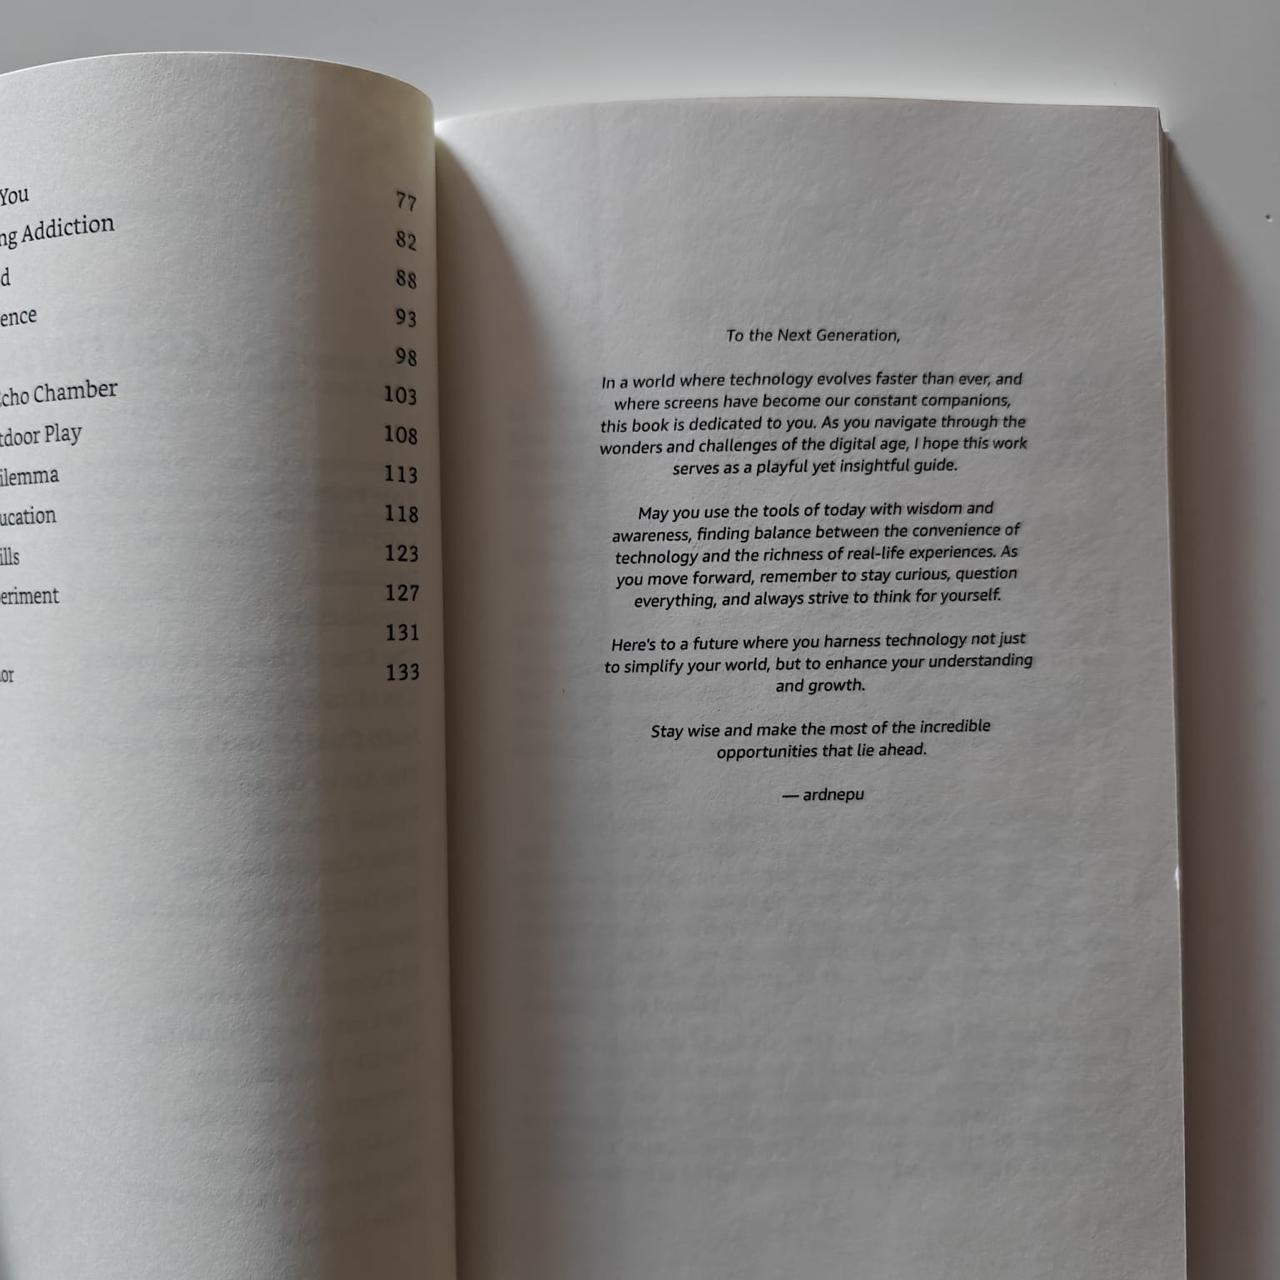 You 77
ng Addiction 82
d 88
ence 93
98
Echo Chamber 103
tdoor Play 108
ilemma 113
ucation 118
ills 123
eriment 127
131
or 133
To the Next Generation,
In a world where technology evolves faster than ever, and
where screens have become our constant companions,
this book is dedicated to you. As you navigate through the
wonders and challenges of the digital age, I hope this work
serves as a playful yet insightful guide.
May you use the tools of today with wisdom and
awareness, finding balance between the convenience of
technology and the richness of real-life experiences. As
you move forward, remember to stay curious, question
everything, and always strive to think for yourself.
Here's to a future where you harness technology not just
to simplify your world, but to enhance your understanding
and growth.
Stay wise and make the most of the incredible
opportunities that lie ahead.
— ardnepu